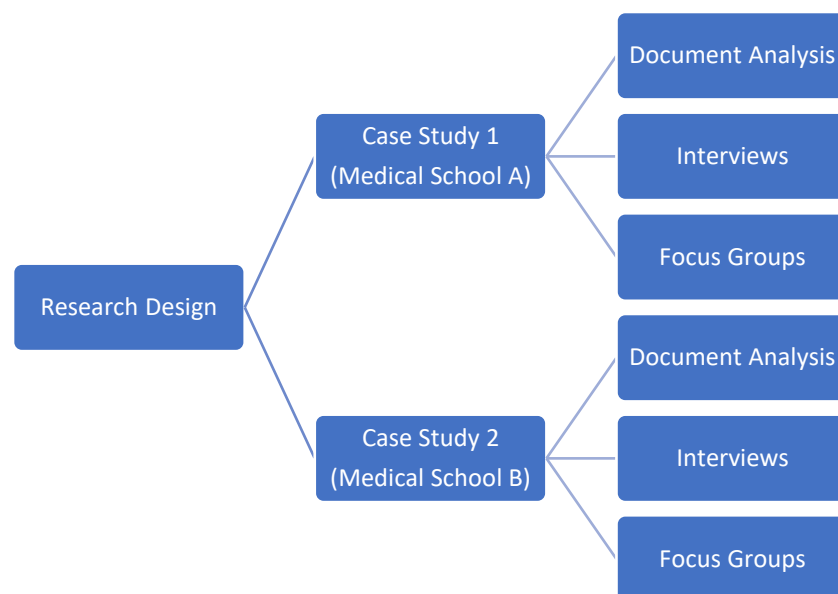 Research Design
Case Study 1
(Medical School A)
Document Analysis
Interviews
Focus Groups
Case Study 2
(Medical School B)
Document Analysis
Interviews
Focus Groups